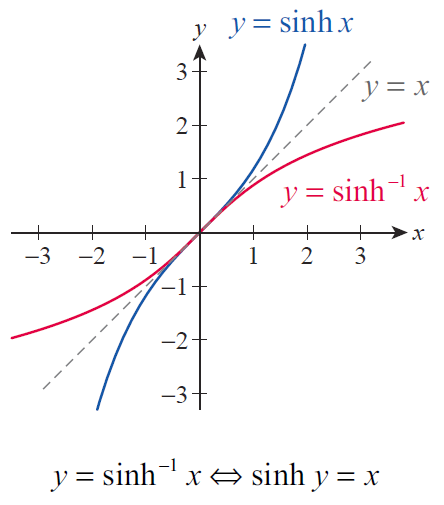 y y = sinh x
3
y = x
2
1
y = sinh⁻¹ x
x
−3 −2 −1 1 2 3
−1
−2
−3
y = sinh⁻¹ x ⇔ sinh y = x